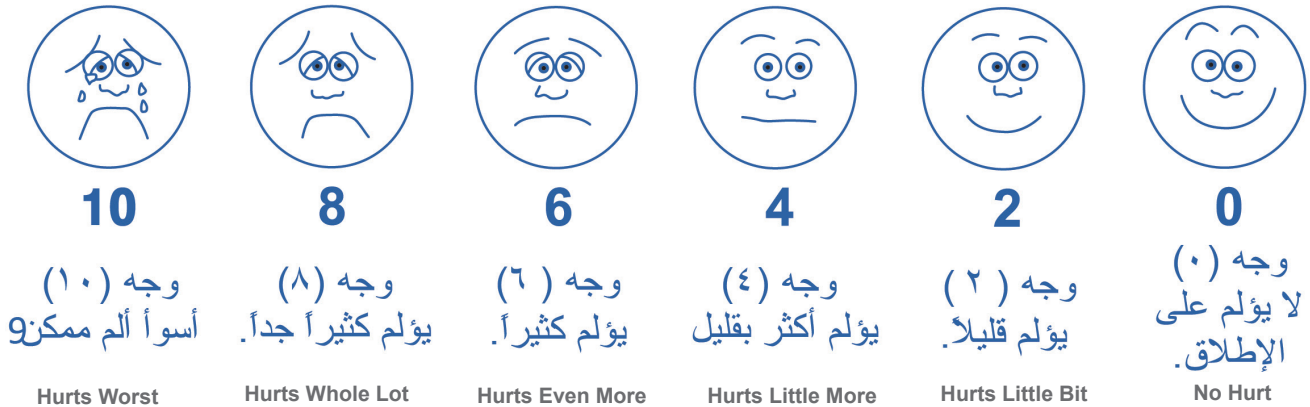 0
وجه (٠)
لا يؤلم على
الإطلاق.
No Hurt
2
وجه ( ٢ )
يؤلم قليلاً.
Hurts Little Bit
4
وجه (٤)
يؤلم أكثر بقليل
Hurts Little More
6
وجه ( ٦)
يؤلم كثيراً.
Hurts Even More
8
وجه (٨)
يؤلم كثيراً جداً.
Hurts Whole Lot
10
وجه (١٠)
أسوأ ألم ممكن9
Hurts Worst